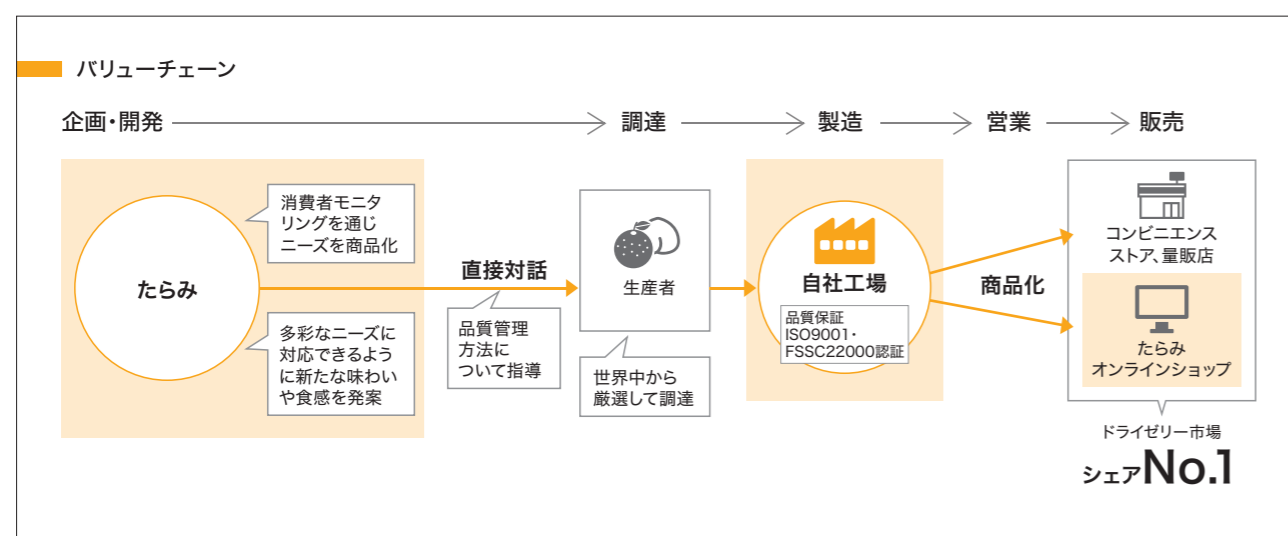 バリューチェーン
企画・開発
調達
製造
営業
販売
たらみ
消費者モニタ
リングを通じ
ニーズを商品化
多彩なニーズに
対応できるよう
に新たな味わい
や食感を発案
直接対話
品質管理
方法に
ついて指導
生産者
世界中から
厳選して調達
自社工場
品質保証
ISO9001・
FSSC22000認証
商品化
コンビニエンス
ストア、量販店
たらみ
オンラインショップ
ドライゼリー市場
シェアNo.1